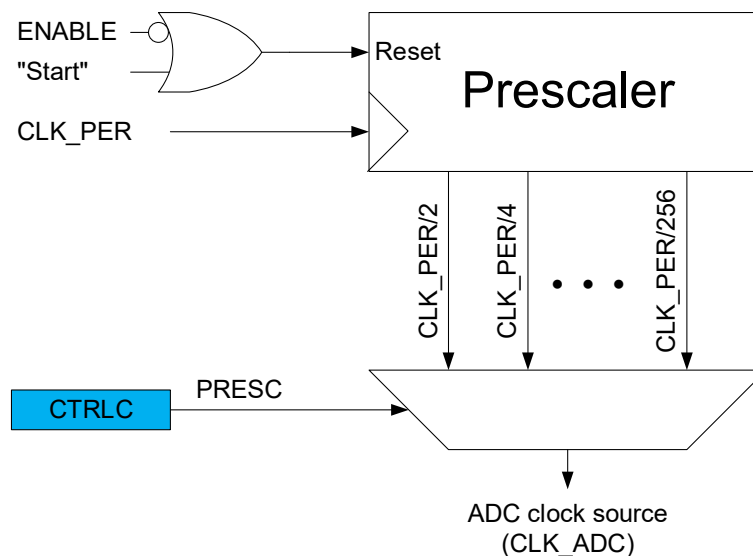 ENABLE
"Start"
Reset
Prescaler
CLK_PER
CLK_PER/2
CLK_PER/4
CLK_PER/256
CTRLC
PRESC
ADC clock source
(CLK_ADC)